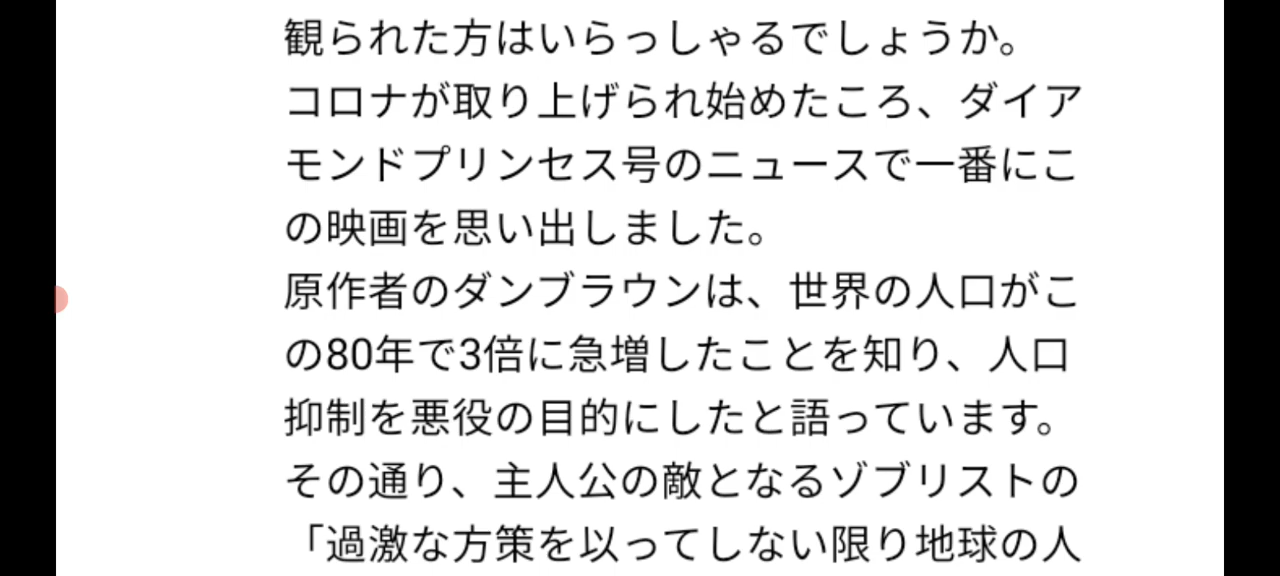 観られた方はいらっしゃるでしょうか。
コロナが取り上げられ始めたころ、ダイア
モンドプリンセス号のニュースで一番にこ
の映画を思い出しました。
原作者のダンブラウンは、世界の人口がこ
の80年で3倍に急増したことを知り、人口
抑制を悪役の目的にしたと語っています。
その通り、主人公の敵となるゾブリストの
「過激な方策を以ってしない限り地球の人